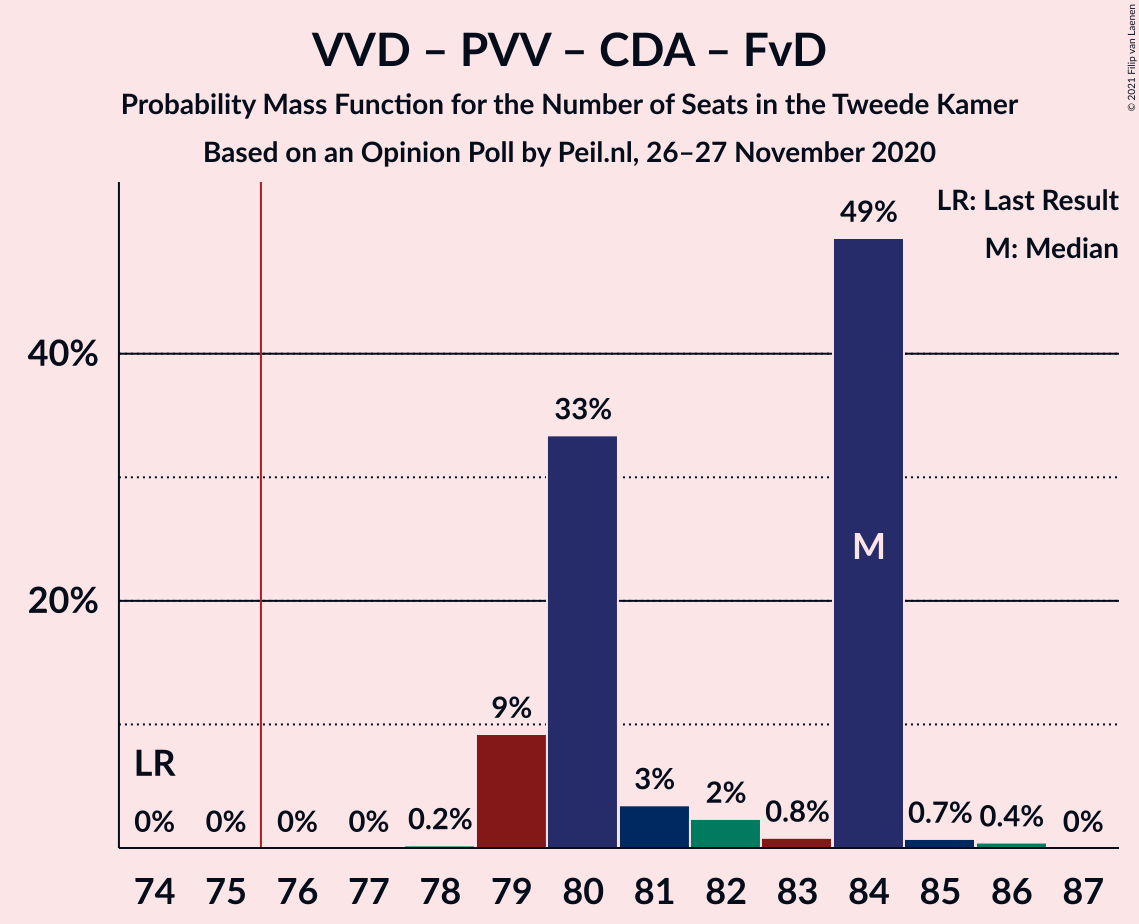 VVD – PVV – CDA – FvD
Probability Mass Function for the Number of Seats in the Tweede Kamer
Based on an Opinion Poll by Peil.nl, 26–27 November 2020
© 2021 Filip van Laenen
LR: Last Result
M: Median
49%
40%
33%
M
20%
9%
LR
3%
2%
0% 0% 0% 0% 0.2% 0.8% 0.7% 0.4% 0%
74 75 76 77 78 79 80 81 82 83 84 85 86 87